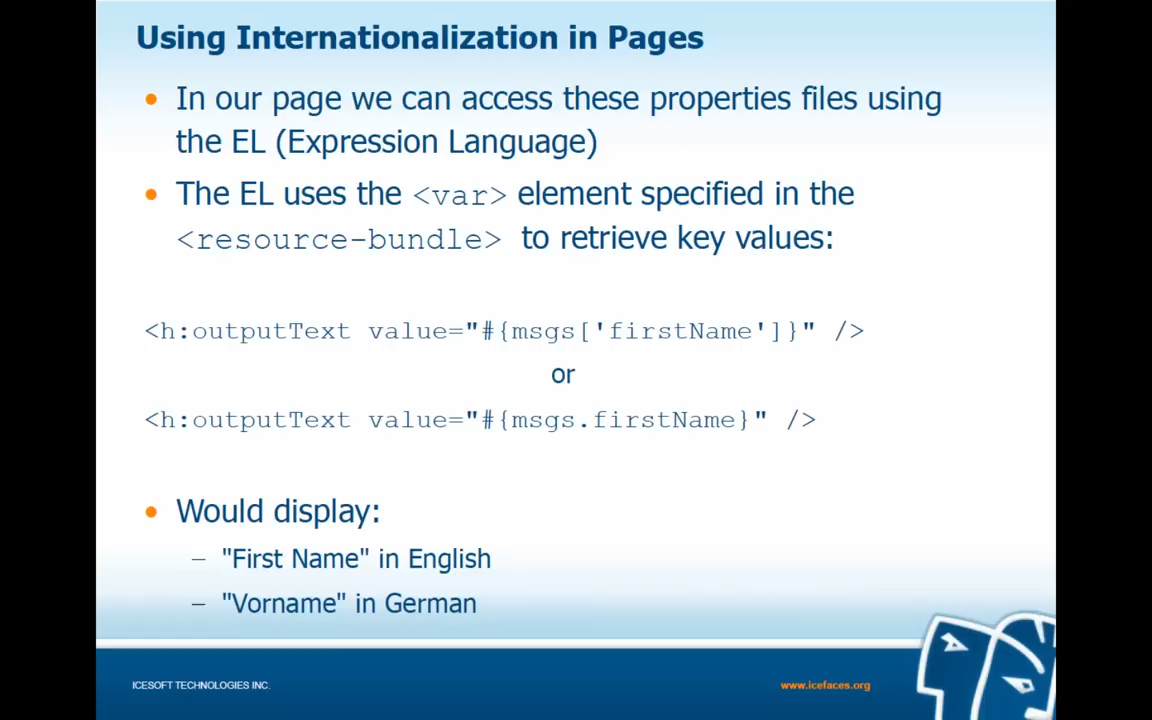 Using Internationalization in Pages
• In our page we can access these properties files using
the EL (Expression Language)
• The EL uses the <var> element specified in the
<resource-bundle> to retrieve key values:
<h:outputText value="#{msgs['firstName']}" />
or
<h:outputText value="#{msgs.firstName}" />
• Would display:
– "First Name" in English
– "Vorname" in German
ICESOFT TECHNOLOGIES INC.
www.icefaces.org